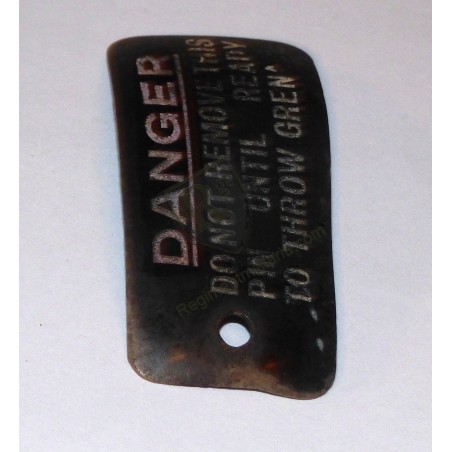 DANGER
DO NOT REMOVE THIS
PIN UNTIL READY
TO THROW GREN